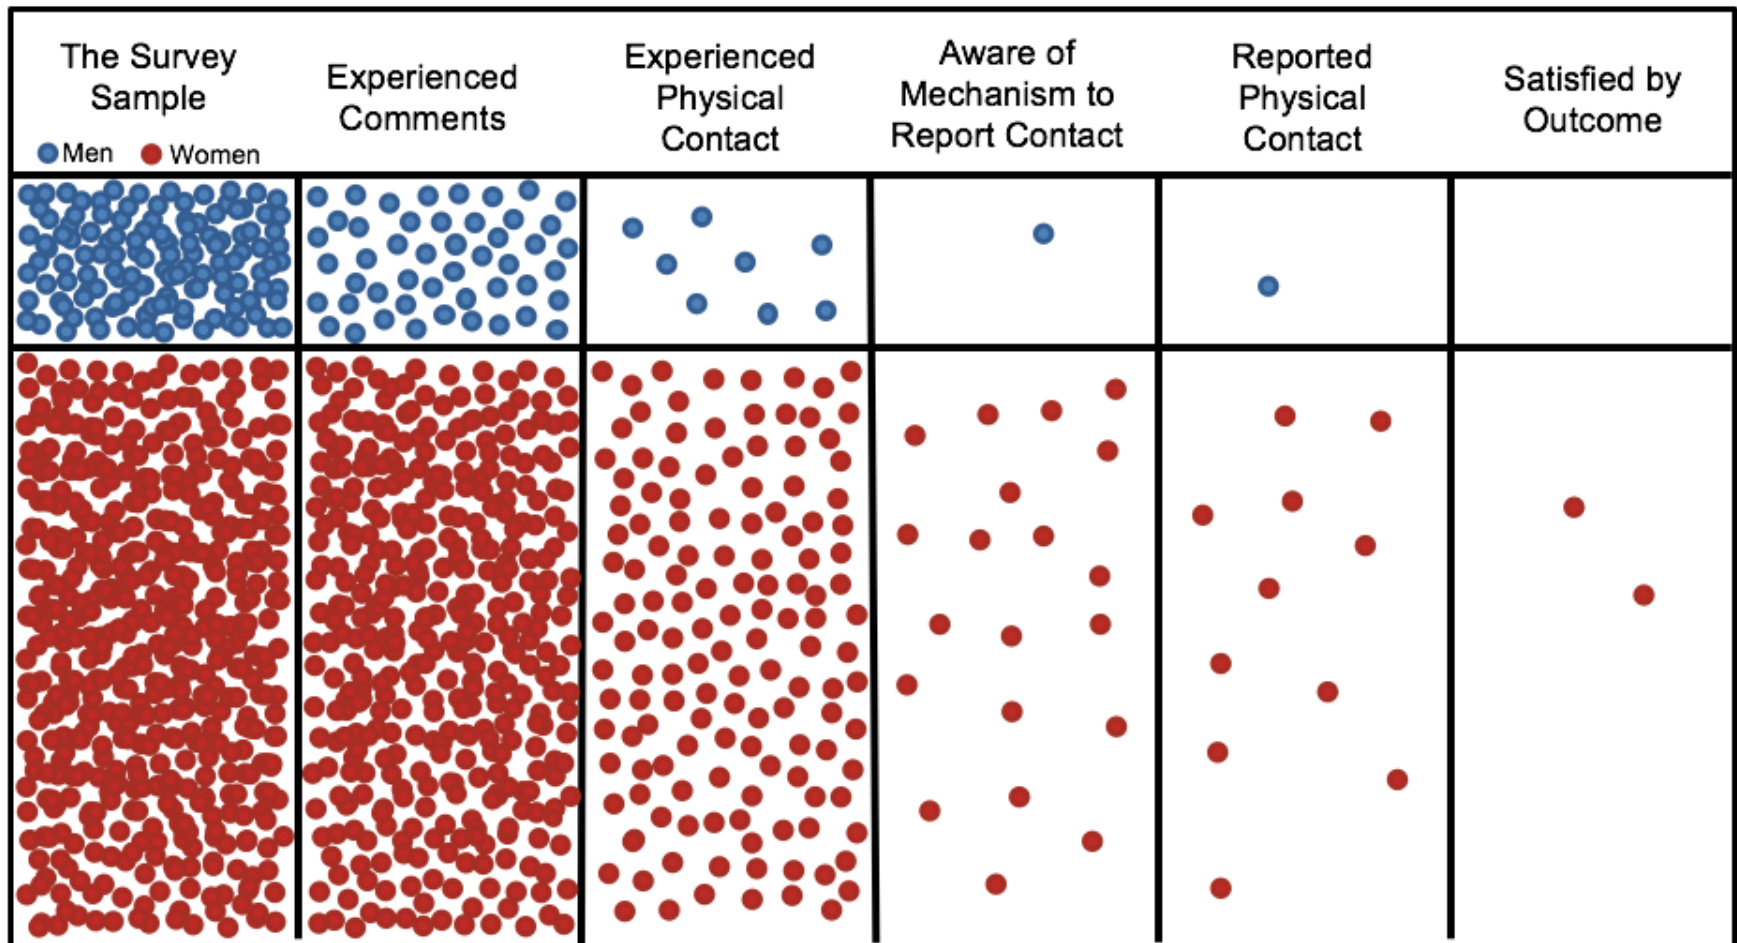 The Survey
Sample
Men Women
Experienced
Comments
Experienced
Physical
Contact
Aware of
Mechanism to
Report Contact
Reported
Physical
Contact
Satisfied by
Outcome